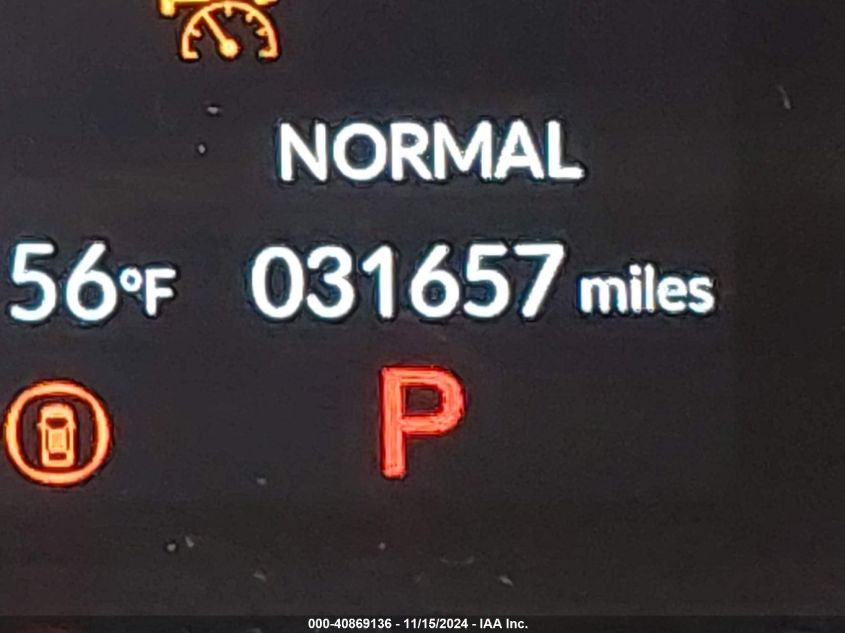 NORMAL
56°F 031657 miles
P
000-40869136 - 11/15/2024 - IAA Inc.